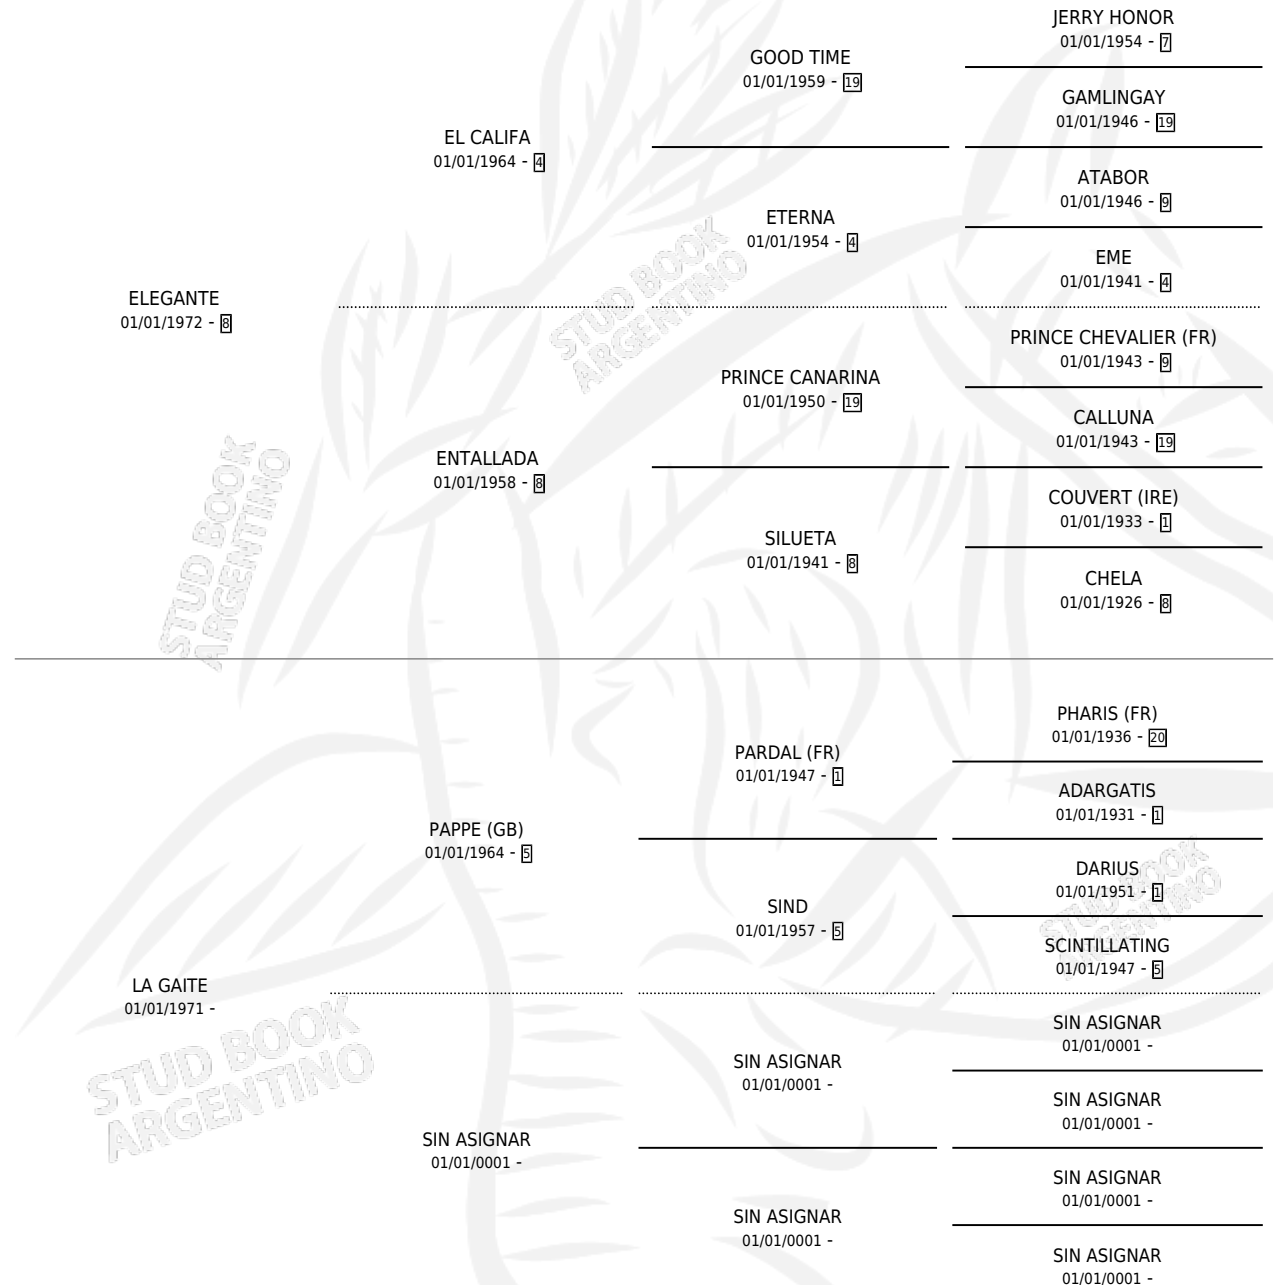 JERRY HONOR
01/01/1954 - 7
GOOD TIME
01/01/1959 - 19
GAMLINGAY
01/01/1946 - 19
EL CALIFA
01/01/1964 - 4
ATABOR
01/01/1946 - 9
ETERNA
01/01/1954 - 4
EME
01/01/1941 - 4
ELEGANTE
01/01/1972 - 8
STUD BOOK
ARGENTINO
PRINCE CHEVALIER (FR)
01/01/1943 - 9
PRINCE CANARINA
01/01/1950 - 19
CALLUNA
01/01/1943 - 19
ENTALLADA
01/01/1958 - 8
COUVERT (IRE)
01/01/1933 - 1
SILUETA
01/01/1941 - 8
CHELA
01/01/1926 - 8
STUD BOOK
ARGENTINO
PHARIS (FR)
01/01/1936 - 20
PARDAL (FR)
01/01/1947 - 1
ADARGATIS
01/01/1931 - 1
PAPPE (GB)
01/01/1964 - 5
DARIUS
01/01/1951 - 1
SIND
01/01/1957 - 5
SCINTILLATING
01/01/1947 - 5
STUD BOOK
ARGENTINO
LA GAITE
01/01/1971 -
SIN ASIGNAR
01/01/0001 -
SIN ASIGNAR
01/01/0001 -
SIN ASIGNAR
01/01/0001 -
SIN ASIGNAR
01/01/0001 -
SIN ASIGNAR
01/01/0001 -
SIN ASIGNAR
01/01/0001 -
SIN ASIGNAR
01/01/0001 -
STUD BOOK
ARGENTINO